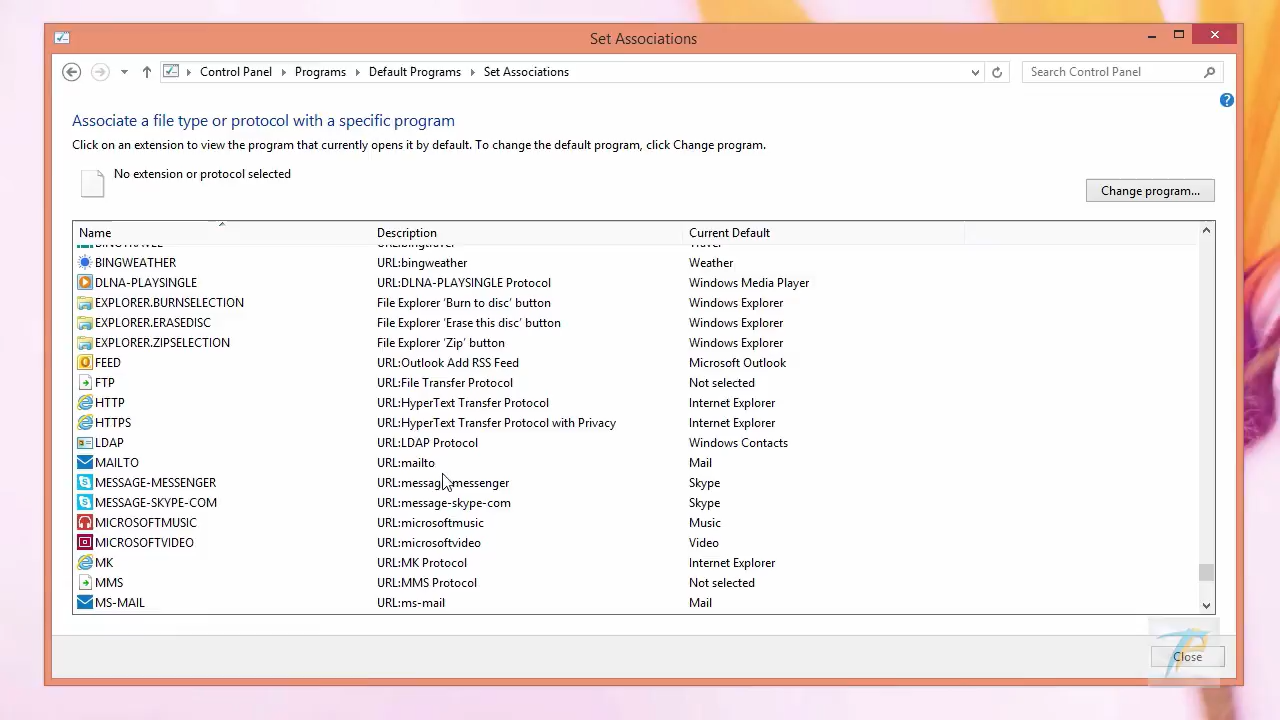 Set Associations
Control Panel Programs Default Programs Set Associations Search Control Panel
Associate a file type or protocol with a specific program
Click on an extension to view the program that currently opens it by default. To change the default program, click Change program.
No extension or protocol selected
Change program...
Name Description Current Default
BINGTRAVEL URL:bingtravel Travel
BINGWEATHER URL:bingweather Weather
DLNA-PLAYSINGLE URL:DLNA-PLAYSINGLE Protocol Windows Media Player
EXPLORER.BURNSELECTION File Explorer ‘Burn to disc’ button Windows Explorer
EXPLORER.ERASEDISC File Explorer ‘Erase this disc’ button Windows Explorer
EXPLORER.ZIPSELECTION File Explorer ‘Zip’ button Windows Explorer
FEED URL:Outlook Add RSS Feed Microsoft Outlook
FTP URL:File Transfer Protocol Not selected
HTTP URL:HyperText Transfer Protocol Internet Explorer
HTTPS URL:HyperText Transfer Protocol with Privacy Internet Explorer
LDAP URL:LDAP Protocol Windows Contacts
MAILTO URL:mailto Mail
MESSAGE-MESSENGER URL:message-messenger Skype
MESSAGE-SKYPE-COM URL:message-skype-com Skype
MICROSOFTMUSIC URL:microsoftmusic Music
MICROSOFTVIDEO URL:microsoftvideo Video
MK URL:MK Protocol Internet Explorer
MMS URL:MMS Protocol Not selected
MS-MAIL URL:ms-mail Mail
Close